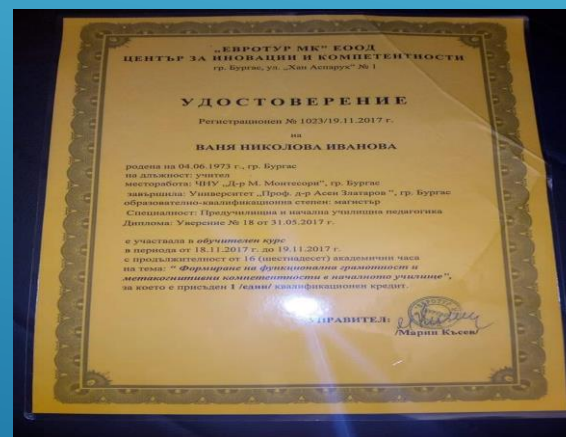 „ЕВРОТУР МК" ЕООД
ЦЕНТЪР ЗА ИНОВАЦИИ И КОМПЕТЕНТНОСТИ
гр. Бургас, ул. „Хан Аспарух" № 1
УДОСТОВЕРЕНИЕ
Регистрационен № 1023/19.11.2017 г.
на
ВАНЯ НИКОЛОВА ИВАНОВА
родена на 04.06.1973 г., гр. Бургас
на длъжност: учител
месторабота: ЧНУ „Д-р М. Монтесори", гр. Бургас
завършила: Университет „Проф. д-р Асен Златаров", гр. Бургас
образователно-квалификационна степен: магистър
Специалност: Предучилищна и начална училищна педагогика
Диплома: Уверение № 18 от 31.05.2017 г.
е участвала в обучителен курс
в периода от 18.11.2017 г. до 19.11.2017 г.
с продължителност от 16 (шестнадесет) академични часа
на тема: " Формиране на функционална грамотност и
метакогнитивни компетентности в началното училище",
за което е присъден 1 /един/ квалификационен кредит.
УПРАВИТЕЛ:
/Марин Късев/